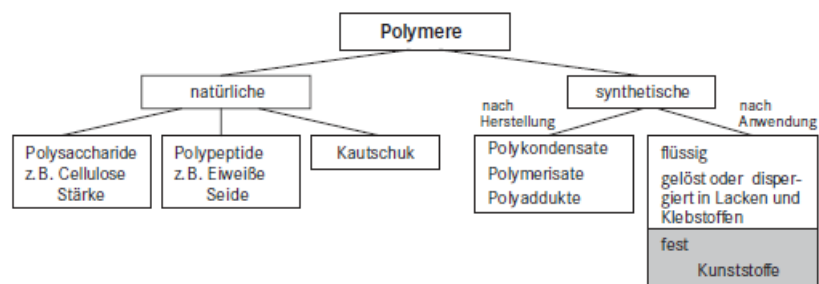 Polymere
natürliche
synthetische
nach
Herstellung
nach
Anwendung
Polysaccharide
z. B. Cellulose
Stärke
Polypeptide
z. B. Eiweiße
Seide
Kautschuk
Polykondensate
Polymerisate
Polyaddukte
flüssig
gelöst oder disper-
giert in Lacken und
Klebstoffen
fest
Kunststoffe